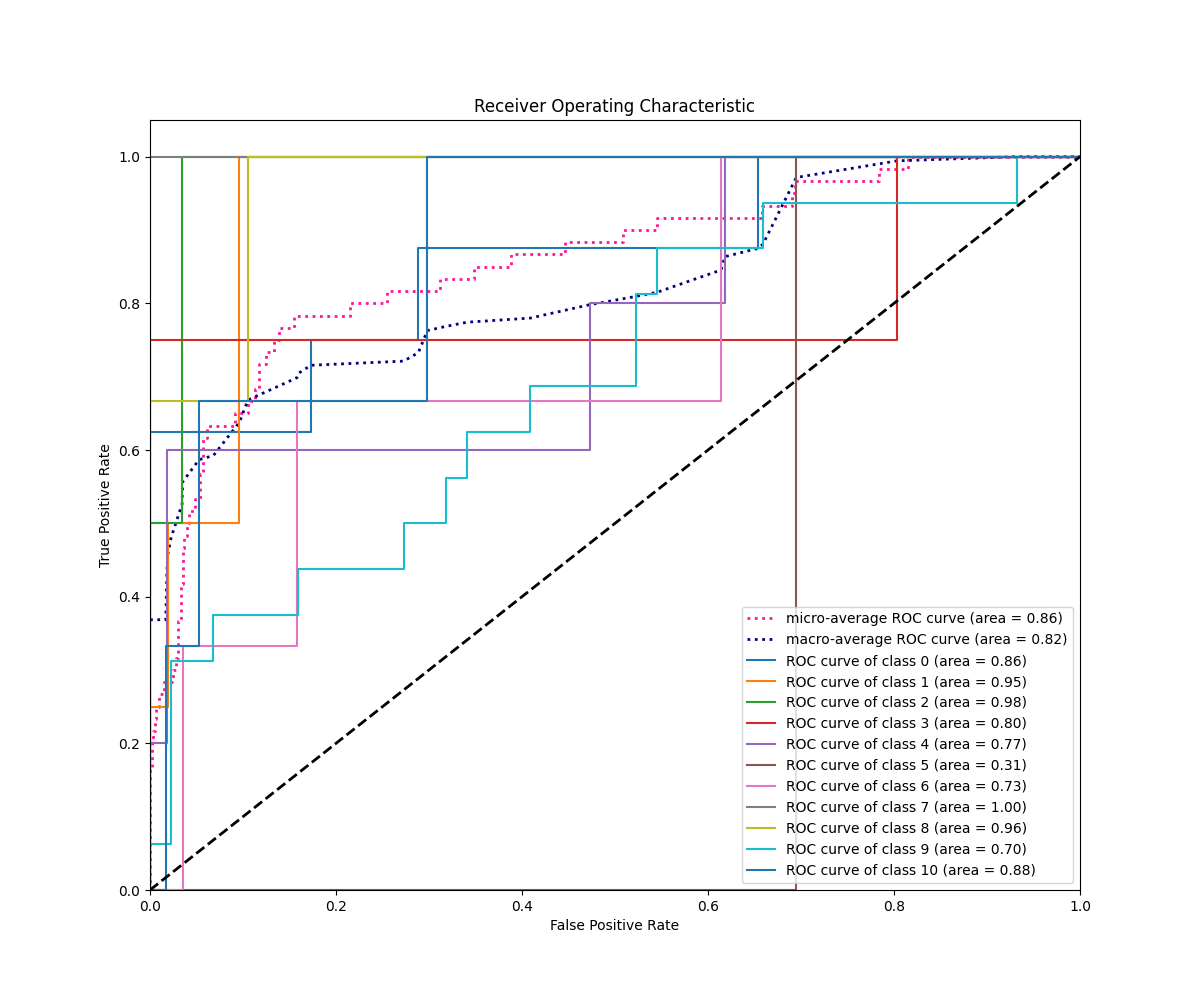 Receiver Operating Characteristic
True Positive Rate
1.0
0.8
0.6
0.4
0.2
0.0
micro-average ROC curve (area = 0.86)
macro-average ROC curve (area = 0.82)
ROC curve of class 0 (area = 0.86)
ROC curve of class 1 (area = 0.95)
ROC curve of class 2 (area = 0.98)
ROC curve of class 3 (area = 0.80)
ROC curve of class 4 (area = 0.77)
ROC curve of class 5 (area = 0.31)
ROC curve of class 6 (area = 0.73)
ROC curve of class 7 (area = 1.00)
ROC curve of class 8 (area = 0.96)
ROC curve of class 9 (area = 0.70)
ROC curve of class 10 (area = 0.88)
0.0 0.2 0.4 0.6 0.8 1.0
False Positive Rate